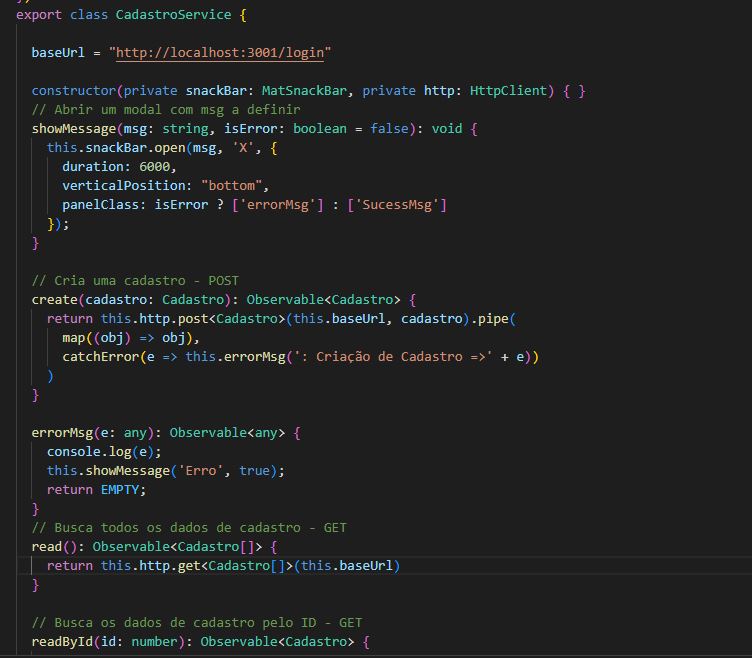 })
export class CadastroService {
baseUrl = "http://localhost:3001/login"
constructor(private snackBar: MatSnackBar, private http: HttpClient) { }
// Abrir um modal com msg a definir
showMessage(msg: string, isError: boolean = false): void {
this.snackBar.open(msg, 'X', {
duration: 6000,
verticalPosition: "bottom",
panelClass: isError ? ['errorMsg'] : ['SucessMsg']
});
}
// Cria uma cadastro - POST
create(cadastro: Cadastro): Observable<Cadastro> {
return this.http.post<Cadastro>(this.baseUrl, cadastro).pipe(
map((obj) => obj),
catchError(e => this.errorMsg(': Criação de Cadastro =>' + e))
)
}
errorMsg(e: any): Observable<any> {
console.log(e);
this.showMessage('Erro', true);
return EMPTY;
}
// Busca todos os dados de cadastro - GET
read(): Observable<Cadastro[]> {
return this.http.get<Cadastro[]>(this.baseUrl)
}
// Busca os dados de cadastro pelo ID - GET
readById(id: number): Observable<Cadastro> {